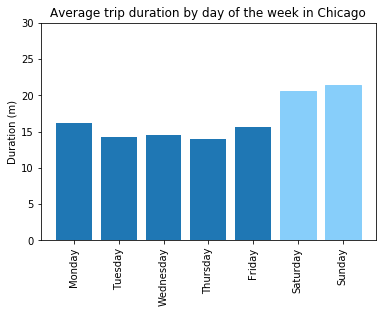 Average trip duration by day of the week in Chicago
30
25
20
15
10
5
0
Duration (m)
Monday
Tuesday
Wednesday
Thursday
Friday
Saturday
Sunday